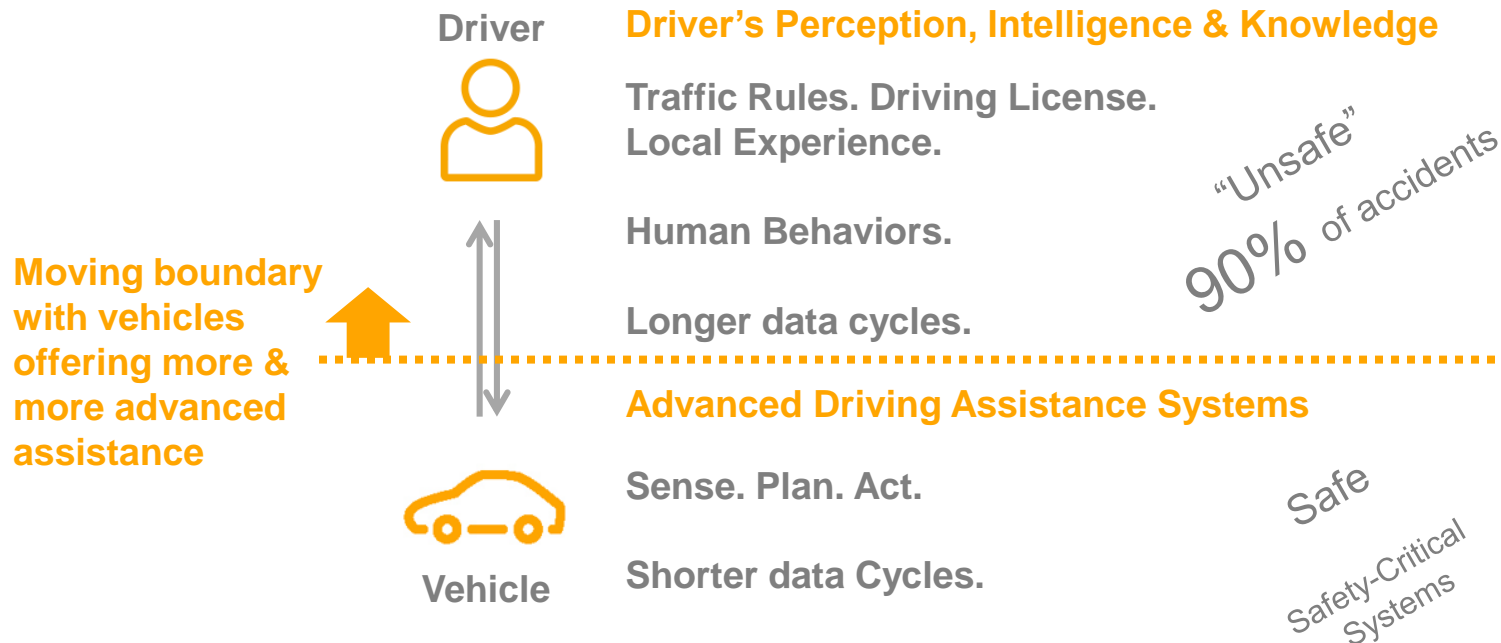 Driver
Driver’s Perception, Intelligence & Knowledge
Traffic Rules. Driving License.
Local Experience.
“Unsafe”
90% of accidents
Human Behaviors.
Longer data cycles.
Moving boundary
with vehicles
offering more &
more advanced
assistance
Advanced Driving Assistance Systems
Sense. Plan. Act.
Safe
Vehicle
Shorter data Cycles.
Safety-Critical
Systems